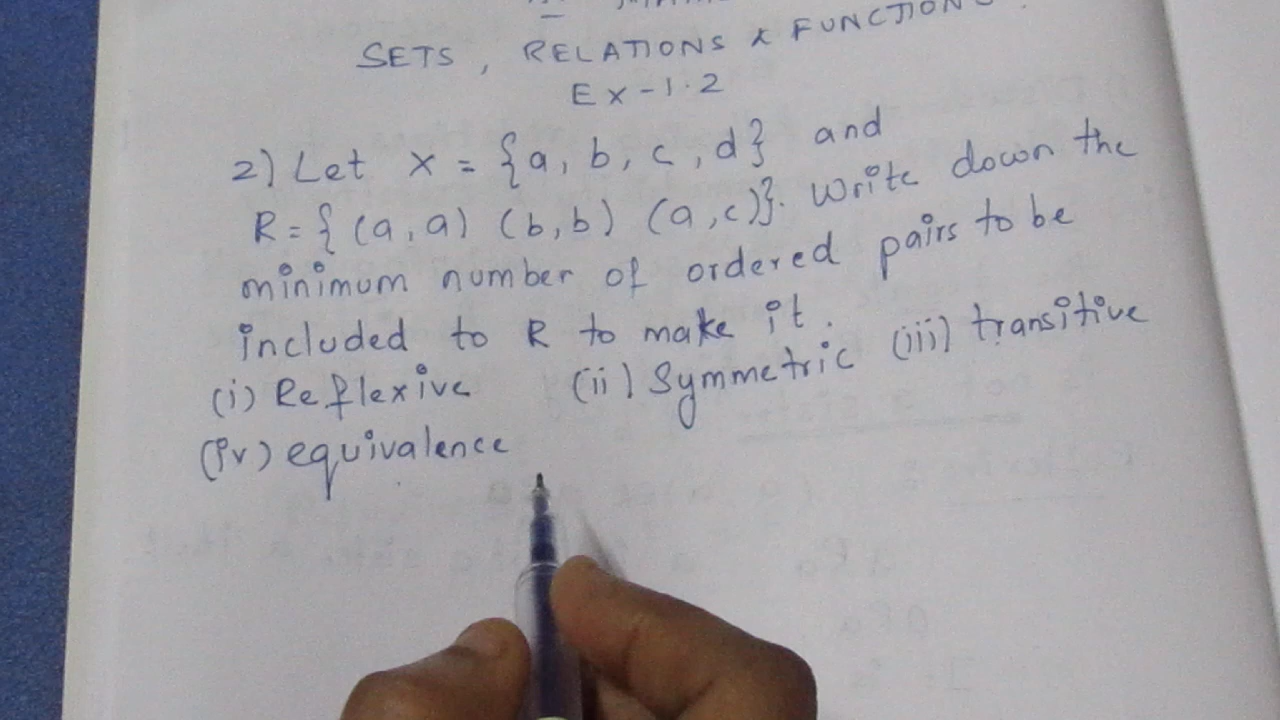 SETS, RELATIONS & FUNCTIONS.
Ex-1.2
2) Let X = {a, b, c, d} and
R = { (a, a) (b, b) (a, c)}. Write down the
minimum number of ordered pairs to be
included to R to make it.
(i) Reflexive (ii) Symmetric (iii) transitive
(iv) equivalence